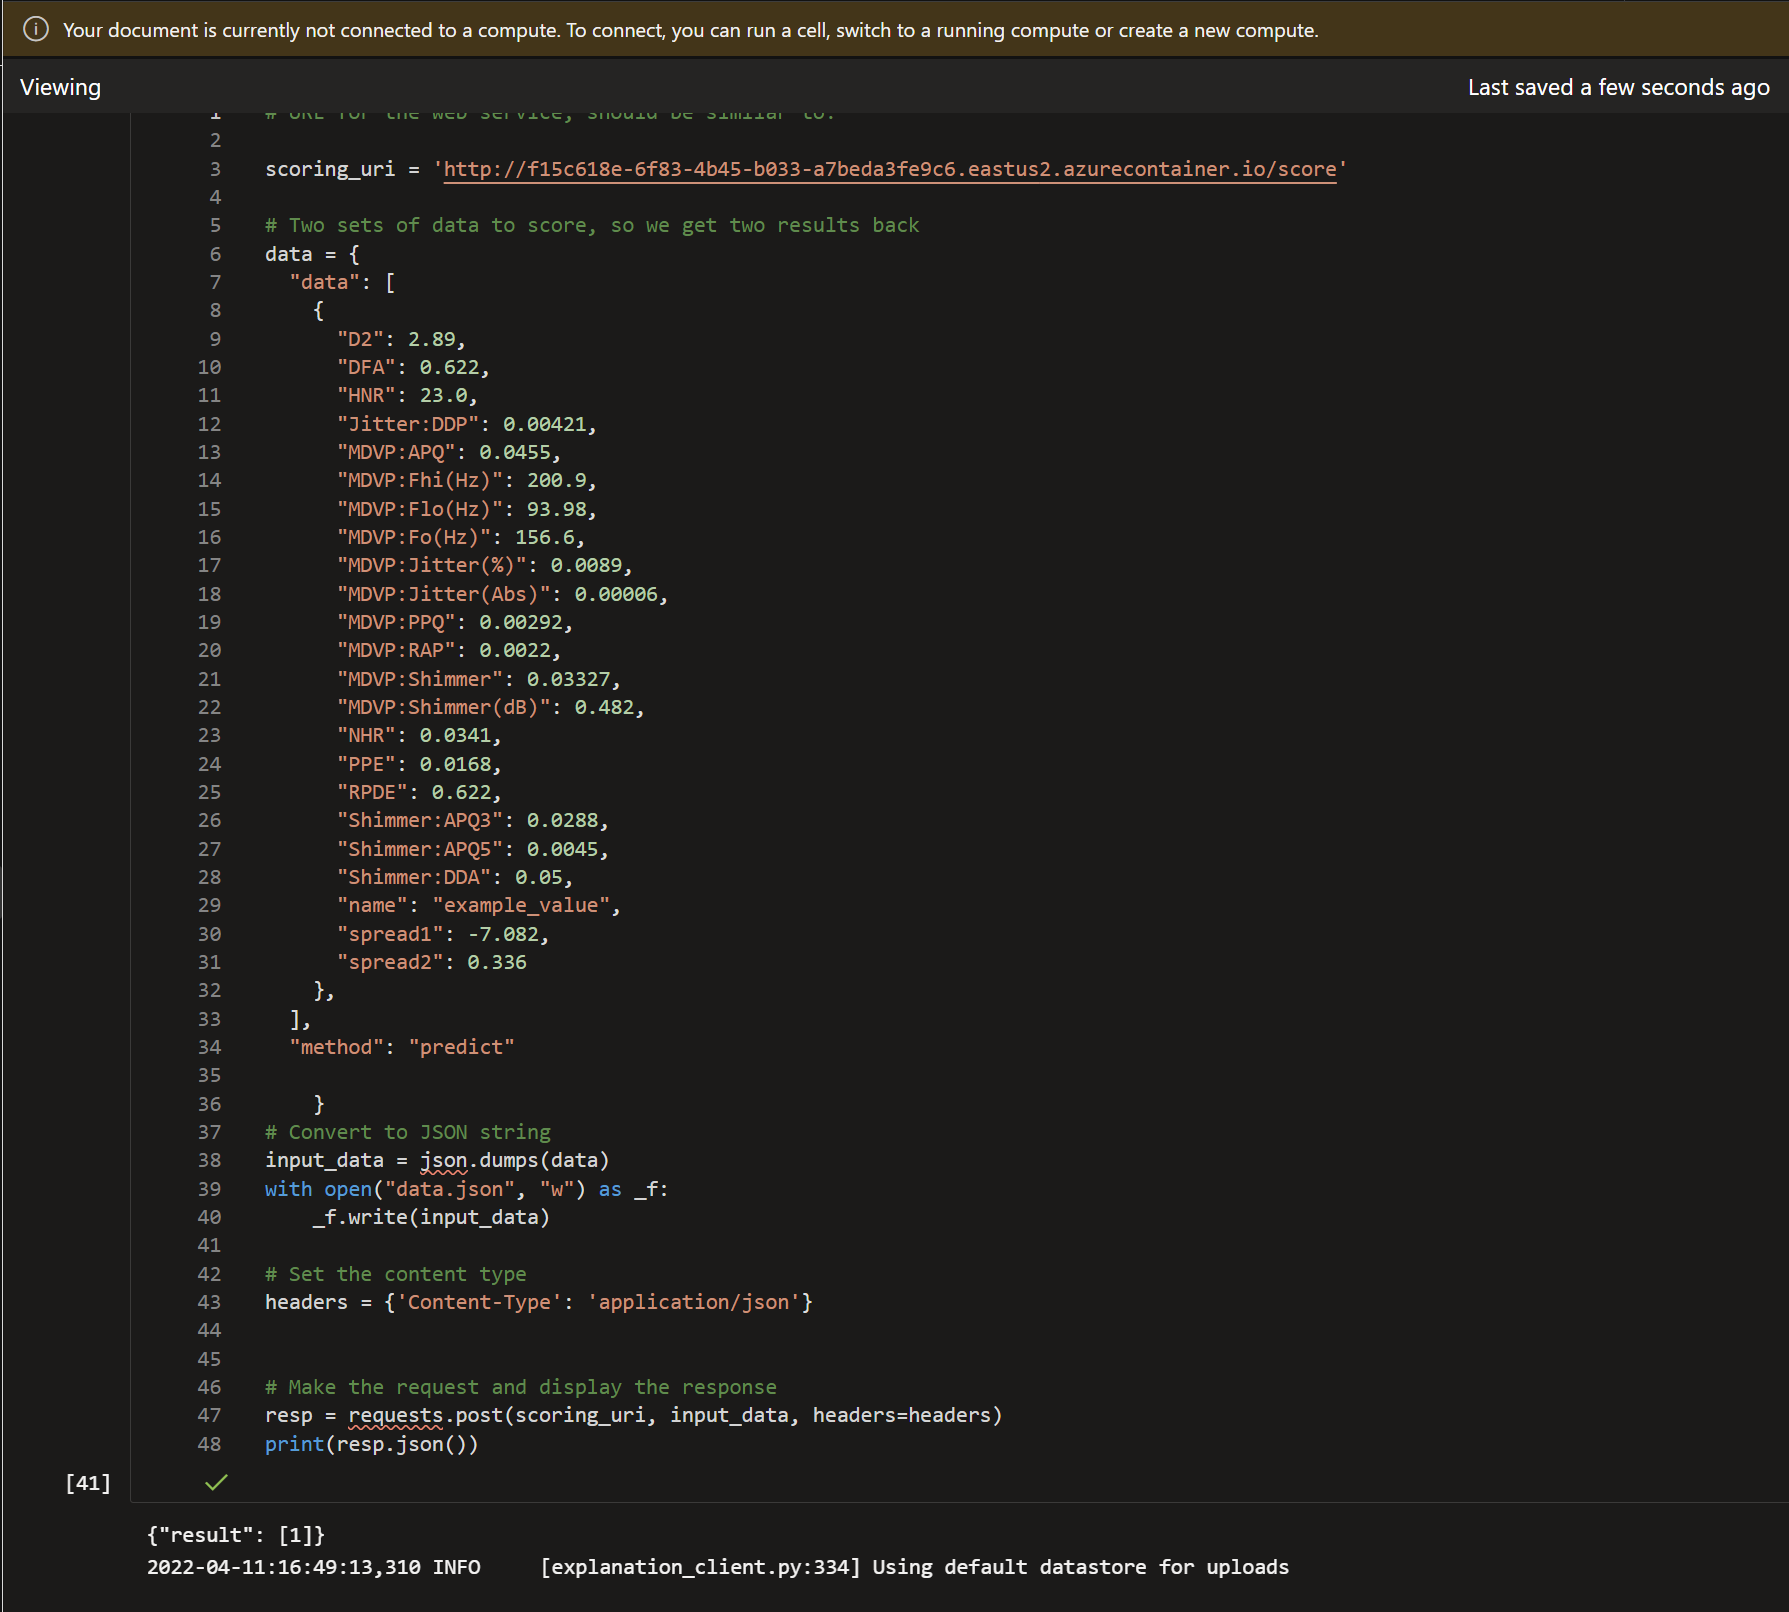 Your document is currently not connected to a compute. To connect, you can run a cell, switch to a running compute or create a new compute.
Viewing
Last saved a few seconds ago
1 # URL for the web service, should be similar to:
2
3 scoring_uri = 'http://f15c618e-6f83-4b45-b033-a7beda3fe9c6.eastus2.azurecontainer.io/score'
4
5 # Two sets of data to score, so we get two results back
6 data = {
7 "data": [
8 {
9 "D2": 2.89,
10 "DFA": 0.622,
11 "HNR": 23.0,
12 "Jitter:DDP": 0.00421,
13 "MDVP:APQ": 0.0455,
14 "MDVP:Fhi(Hz)": 200.9,
15 "MDVP:Flo(Hz)": 93.98,
16 "MDVP:Fo(Hz)": 156.6,
17 "MDVP:Jitter(%)": 0.0089,
18 "MDVP:Jitter(Abs)": 0.00006,
19 "MDVP:PPQ": 0.00292,
20 "MDVP:RAP": 0.0022,
21 "MDVP:Shimmer": 0.03327,
22 "MDVP:Shimmer(dB)": 0.482,
23 "NHR": 0.0341,
24 "PPE": 0.0168,
25 "RPDE": 0.622,
26 "Shimmer:APQ3": 0.0288,
27 "Shimmer:APQ5": 0.0045,
28 "Shimmer:DDA": 0.05,
29 "name": "example_value",
30 "spread1": -7.082,
31 "spread2": 0.336
32 },
33 ],
34 "method": "predict"
35
36 }
37 # Convert to JSON string
38 input_data = json.dumps(data)
39 with open("data.json", "w") as _f:
40 _f.write(input_data)
41
42 # Set the content type
43 headers = {'Content-Type': 'application/json'}
44
45
46 # Make the request and display the response
47 resp = requests.post(scoring_uri, input_data, headers=headers)
48 print(resp.json())
[41]
{"result": [1]}
2022-04-11:16:49:13,310 INFO [explanation_client.py:334] Using default datastore for uploads